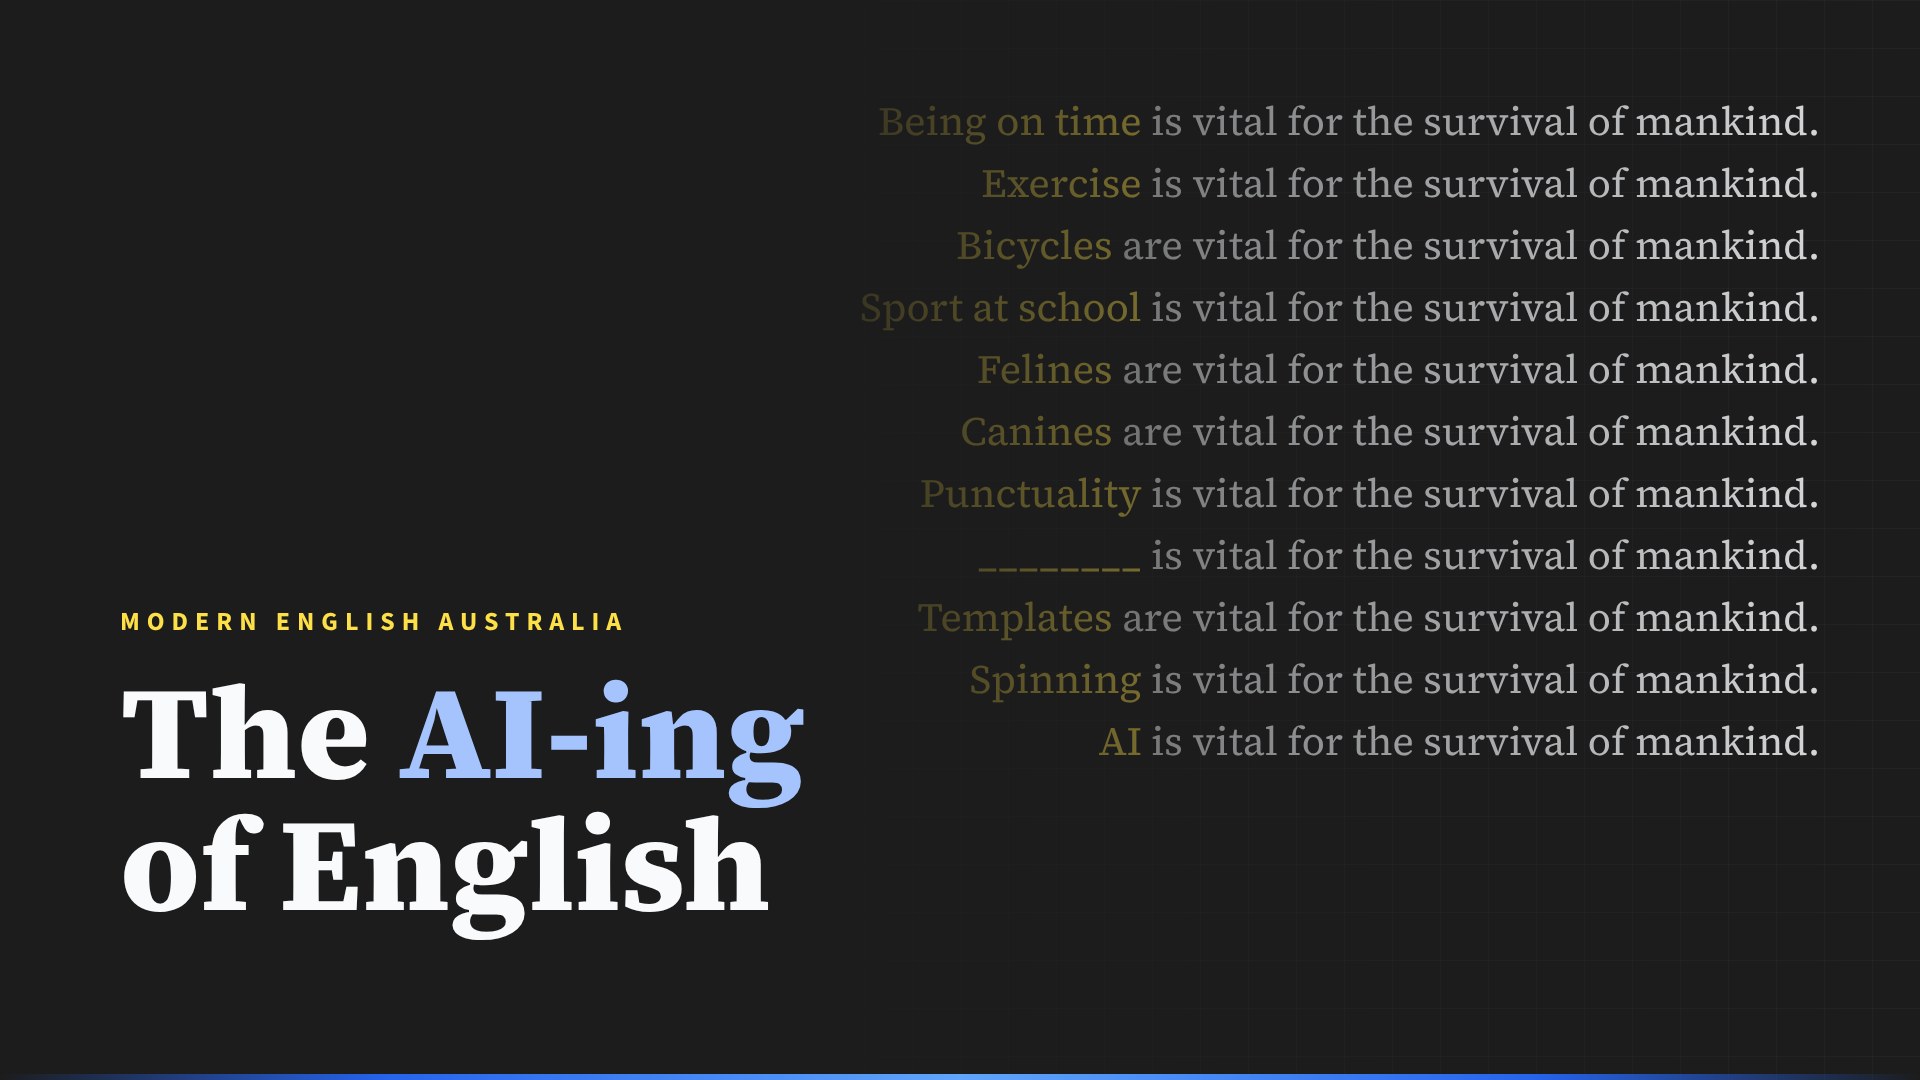 Being on time is vital for the survival of mankind.
Exercise is vital for the survival of mankind.
Bicycles are vital for the survival of mankind.
Sport at school is vital for the survival of mankind.
Felines are vital for the survival of mankind.
Canines are vital for the survival of mankind.
Punctuality is vital for the survival of mankind.
________ is vital for the survival of mankind.
Templates are vital for the survival of mankind.
Spinning is vital for the survival of mankind.
AI is vital for the survival of mankind.
MODERN ENGLISH AUSTRALIA
The AI-ing
of English